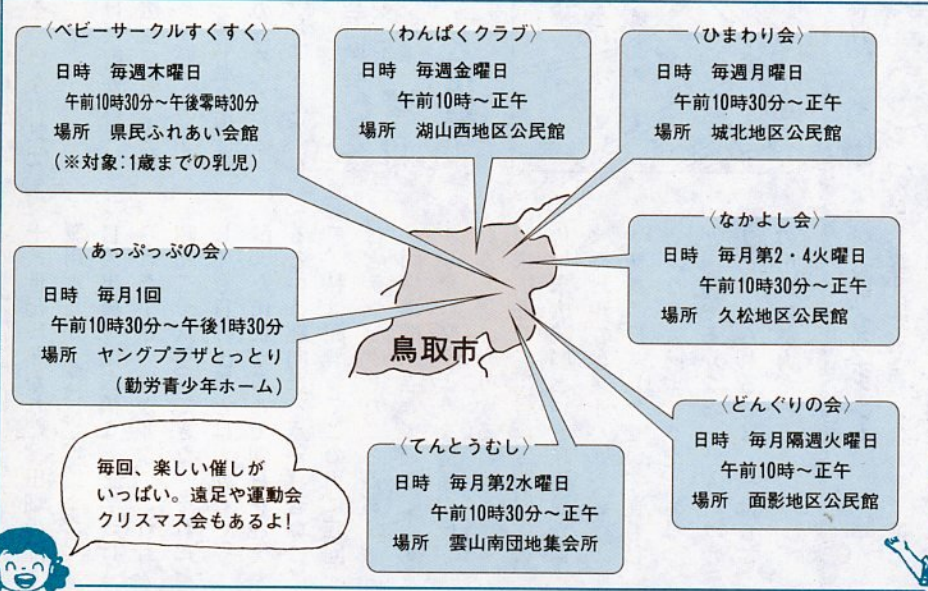 〈ベビーサークルすくすく〉
日時　毎週木曜日
午前10時30分～午後零時30分
場所　県民ふれあい会館
(※対象：1歳までの乳児)
〈わんぱくクラブ〉
日時　毎週金曜日
午前10時～正午
場所　湖山西地区公民館
〈ひまわり会〉
日時　毎週月曜日
午前10時30分～正午
場所　城北地区公民館
〈あっぷっぷの会〉
日時　毎月1回
午前10時30分～午後1時30分
場所　ヤングプラザとっとり
(勤労青少年ホーム)
〈なかよし会〉
日時　毎月第2・4火曜日
午前10時30分～正午
場所　久松地区公民館
鳥取市
〈てんとうむし〉
日時　毎月第2水曜日
午前10時30分～正午
場所　雲山南団地集会所
〈どんぐりの会〉
日時　毎月隔週火曜日
午前10時～正午
場所　面影地区公民館
毎回、楽しい催しが
いっぱい。遠足や運動会
クリスマス会もあるよ！